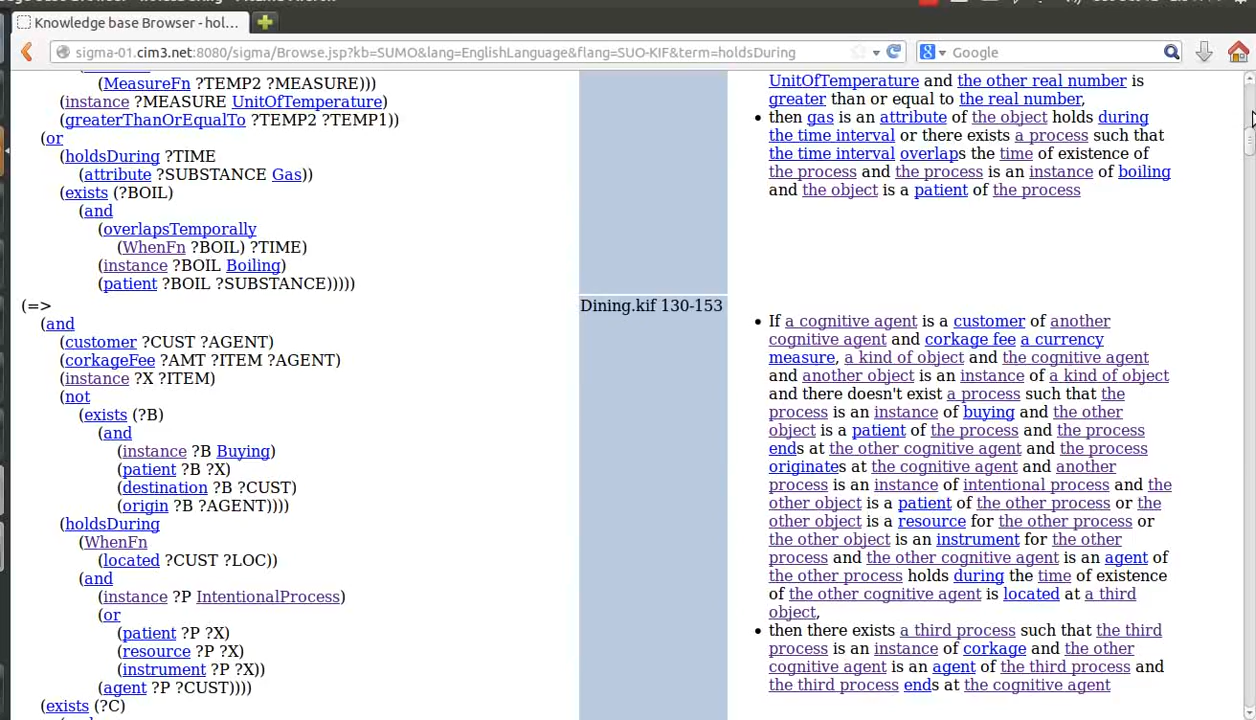 Knowledge base Browser - hol...
sigma-01.cim3.net:8080/sigma/Browse.jsp?kb=SUMO&lang=EnglishLanguage&flang=SUO-KIF&term=holdsDuring
Google
(MeasureFn ?TEMP2 ?MEASURE)))
(instance ?MEASURE UnitOfTemperature)
(greaterThanOrEqualTo ?TEMP2 ?TEMP1))
(or
(holdsDuring ?TIME
(attribute ?SUBSTANCE Gas))
(exists (?BOIL)
(and
(overlapsTemporally
(WhenFn ?BOIL) ?TIME)
(instance ?BOIL Boiling)
(patient ?BOIL ?SUBSTANCE)))))
UnitOfTemperature and the other real number is
greater than or equal to the real number,
• then gas is an attribute of the object holds during
the time interval or there exists a process such that
the time interval overlaps the time of existence of
the process and the process is an instance of boiling
and the object is a patient of the process
(=>
(and
(customer ?CUST ?AGENT)
(corkageFee ?AMT ?ITEM ?AGENT)
(instance ?X ?ITEM)
(not
(exists (?B)
(and
(instance ?B Buying)
(patient ?B ?X)
(destination ?B ?CUST)
(origin ?B ?AGENT))))
(holdsDuring
(WhenFn
(located ?CUST ?LOC))
(and
(instance ?P IntentionalProcess)
(or
(patient ?P ?X)
(resource ?P ?X)
(instrument ?P ?X))
(agent ?P ?CUST))))
(exists (?C)
Dining.kif 130-153
• If a cognitive agent is a customer of another
cognitive agent and corkage fee a currency
measure, a kind of object and the cognitive agent
and another object is an instance of a kind of object
and there doesn't exist a process such that the
process is an instance of buying and the other
object is a patient of the process and the process
ends at the other cognitive agent and the process
originates at the cognitive agent and another
process is an instance of intentional process and the
other object is a patient of the other process or the
other object is a resource for the other process or
the other object is an instrument for the other
process and the other cognitive agent is an agent of
the other process holds during the time of existence
of the other cognitive agent is located at a third
object,
• then there exists a third process such that the third
process is an instance of corkage and the other
cognitive agent is an agent of the third process and
the third process ends at the cognitive agent